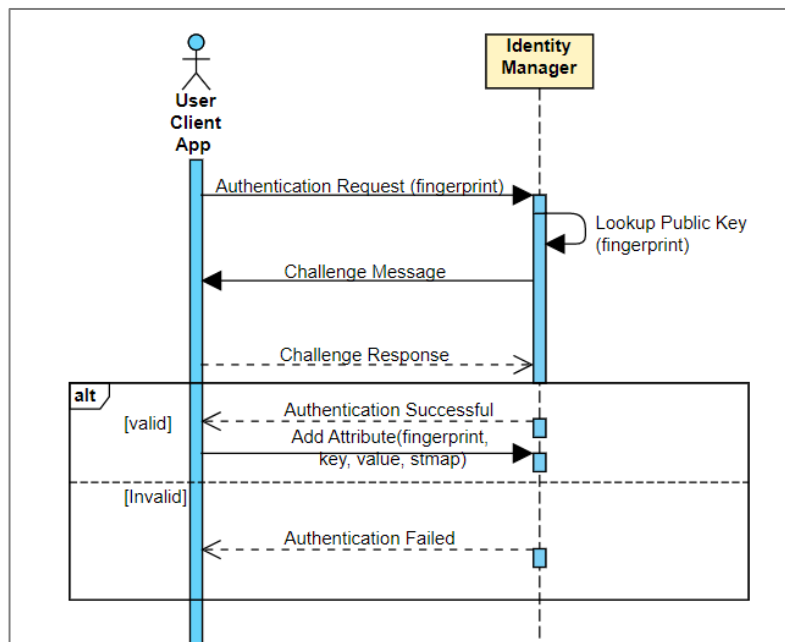 Identity
Manager
User
Client
App
Authentication Request (fingerprint)
Lookup Public Key
(fingerprint)
Challenge Message
Challenge Response
alt
[valid]
Authentication Successful
Add Attribute(fingerprint,
key, value, stmap)
[Invalid]
Authentication Failed